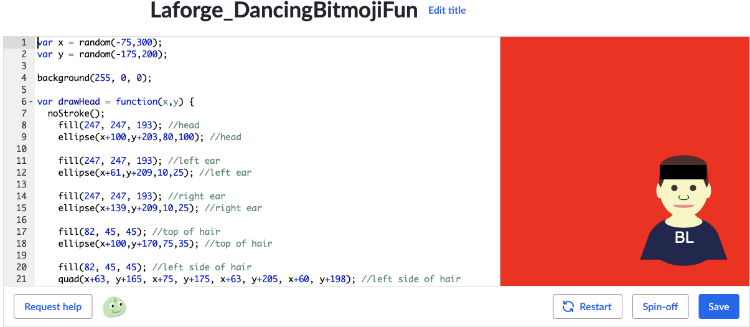 Laforge_DancingBitmojiFun Edit title
1 var x = random(-75,300);
2 var y = random(-175,200);
3
4 background(255, 0, 0);
5
6 var drawHead = function(x,y) {
7 noStroke();
8 fill(247, 247, 193); //head
9 ellipse(x+100,y+203,80,100); //head
10
11 fill(247, 247, 193); //left ear
12 ellipse(x+61,y+209,10,25); //left ear
13
14 fill(247, 247, 193); //right ear
15 ellipse(x+139,y+209,10,25); //right ear
16
17 fill(82, 45, 45); //top of hair
18 ellipse(x+100,y+170,75,35); //top of hair
19
20 fill(82, 45, 45); //left side of hair
21 quad(x+63, y+165, x+75, y+175, x+63, y+205, x+60, y+198); //left side of hair
BL
Request help
Restart
Spin-off
Save